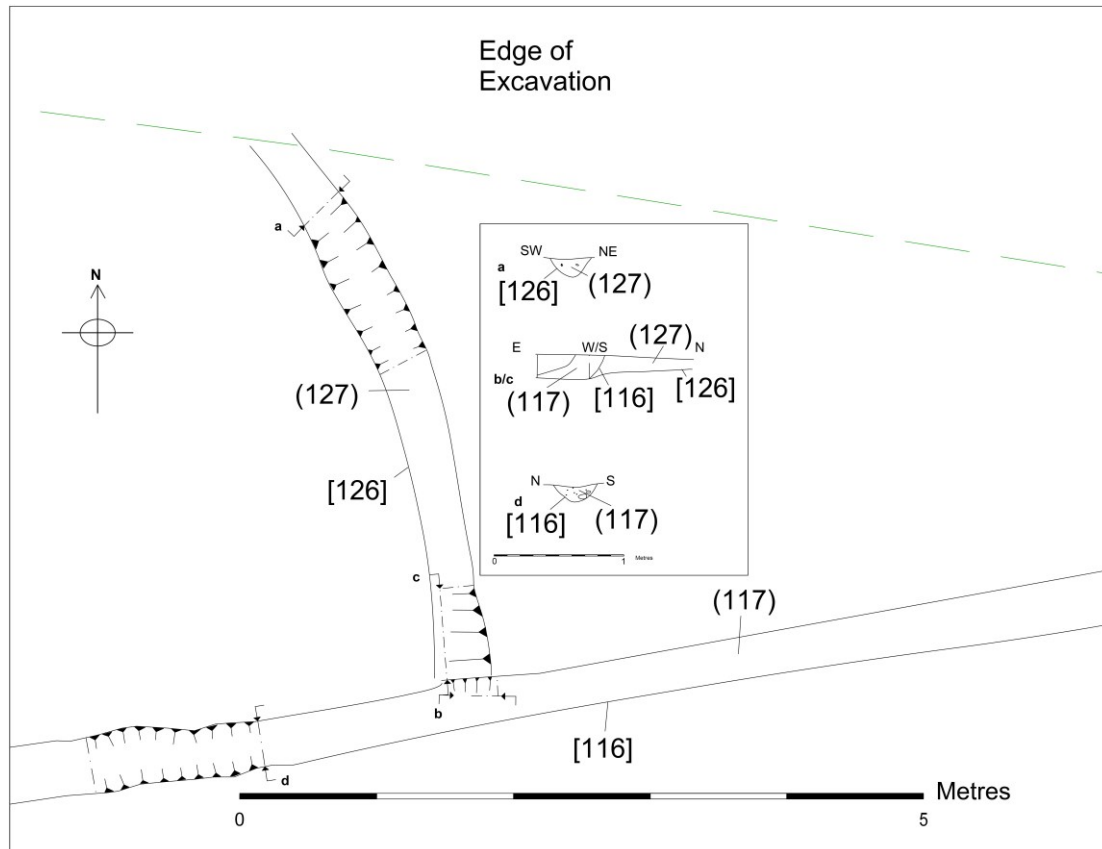 Edge of
Excavation
a
N
SW NE
a
[126] (127)
(127)
E W/S N
b/c
(117) [116] [126]
(127)
[126]
N S
d
[116] (117)
0 1 Metres
c
(117)
b
[116]
d
Metres
0 5